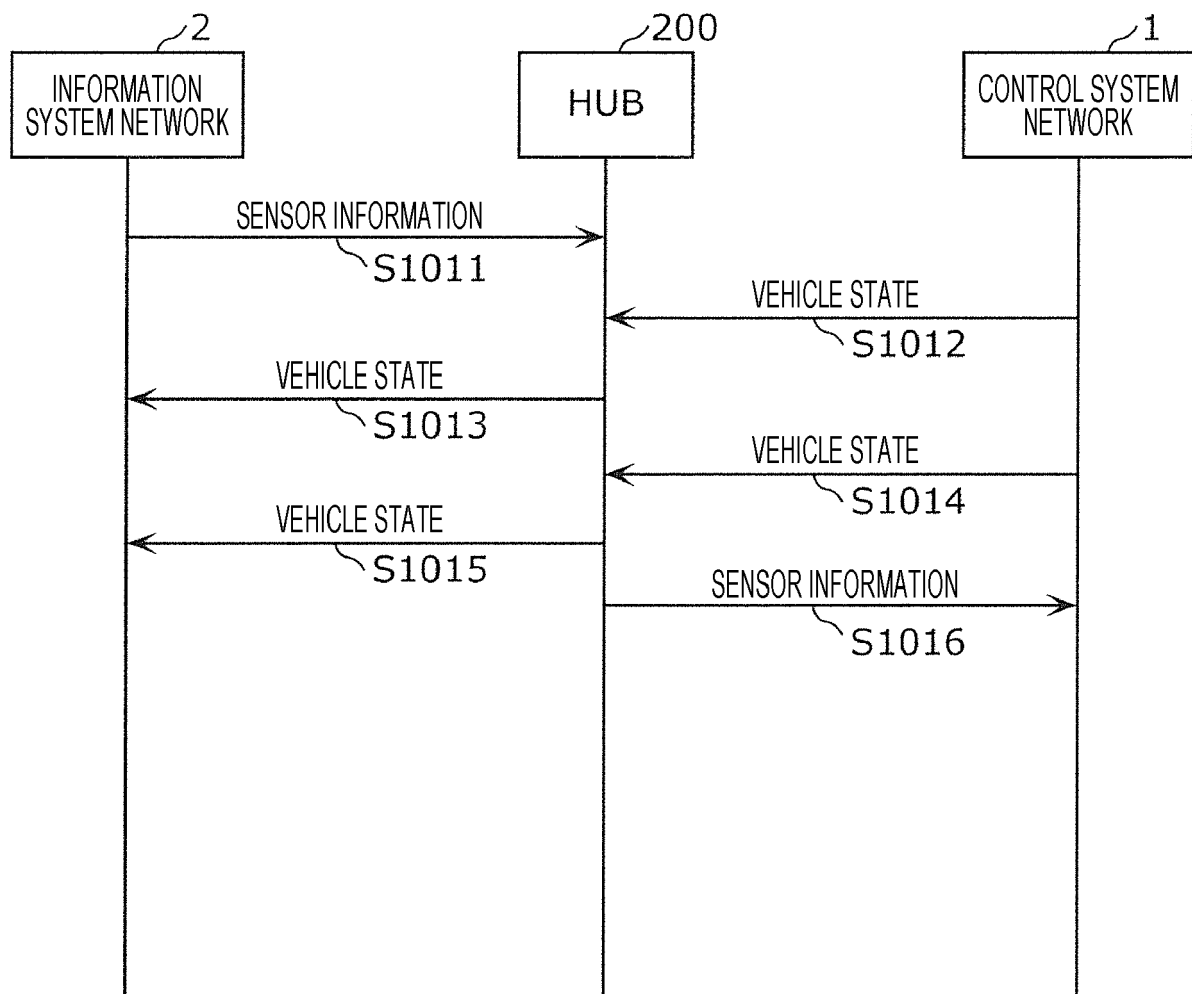 2
200
1
INFORMATION
SYSTEM NETWORK
HUB
CONTROL SYSTEM
NETWORK
SENSOR INFORMATION
S1011
VEHICLE STATE
S1012
VEHICLE STATE
S1013
VEHICLE STATE
S1014
VEHICLE STATE
S1015
SENSOR INFORMATION
S1016